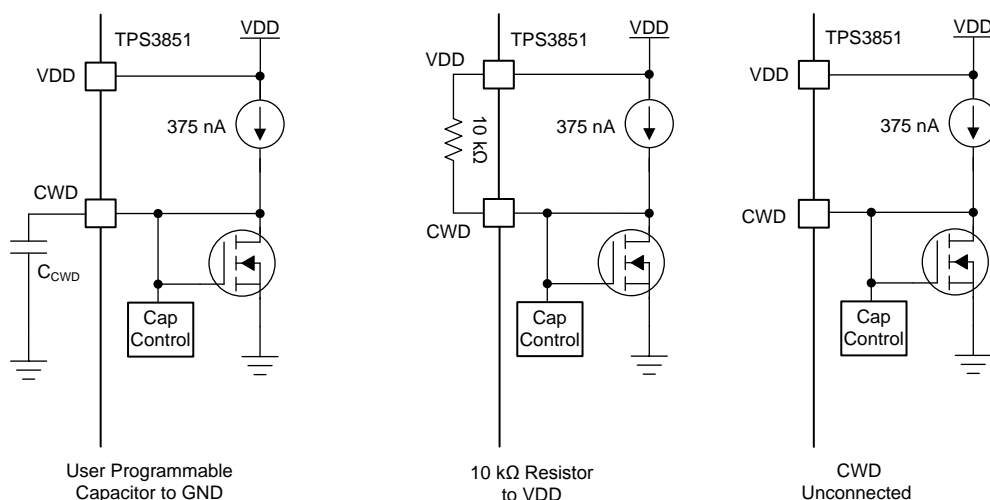 TPS3851
VDD
VDD
375 nA
CWD
C_CWD
Cap
Control
User Programmable
Capacitor to GND
TPS3851
VDD
VDD
10 kΩ
375 nA
CWD
Cap
Control
10 kΩ Resistor
to VDD
TPS3851
VDD
VDD
375 nA
CWD
Cap
Control
CWD
Unconnected